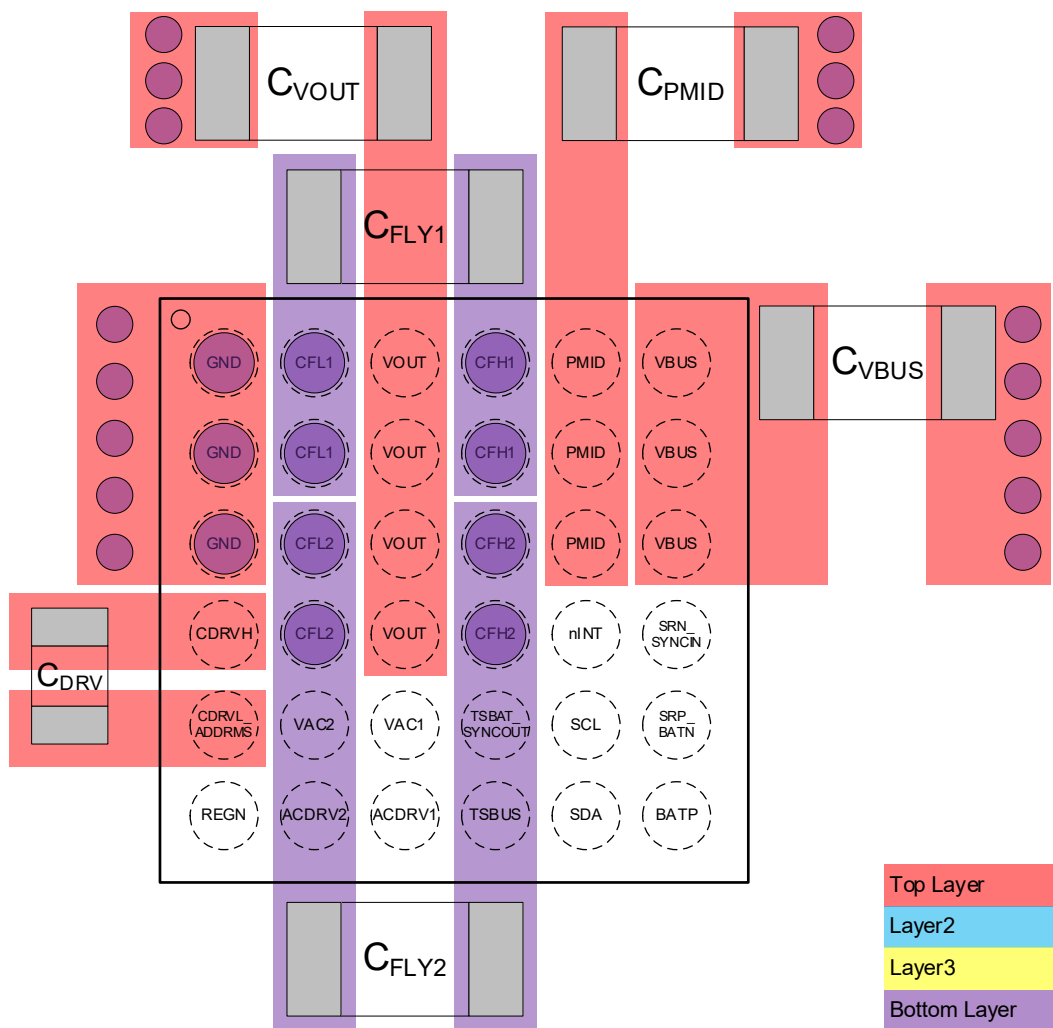 CVOUT
CPMID
CFLY1
CVBUS
GND
CFL1
VOUT
CFH1
PMID
VBUS
GND
CFL1
VOUT
CFH1
PMID
VBUS
GND
CFL2
VOUT
CFH2
PMID
VBUS
CDRVH
CFL2
VOUT
CFH2
nINT
SRN_
SYNCIN
CDRV
CDRVL_
ADDRMS
VAC2
VAC1
TSBAT_
SYNCOUT
SCL
SRP_
BATN
REGN
ACDRV2
ACDRV1
TSBUS
SDA
BATP
CFLY2
Top Layer
Layer2
Layer3
Bottom Layer